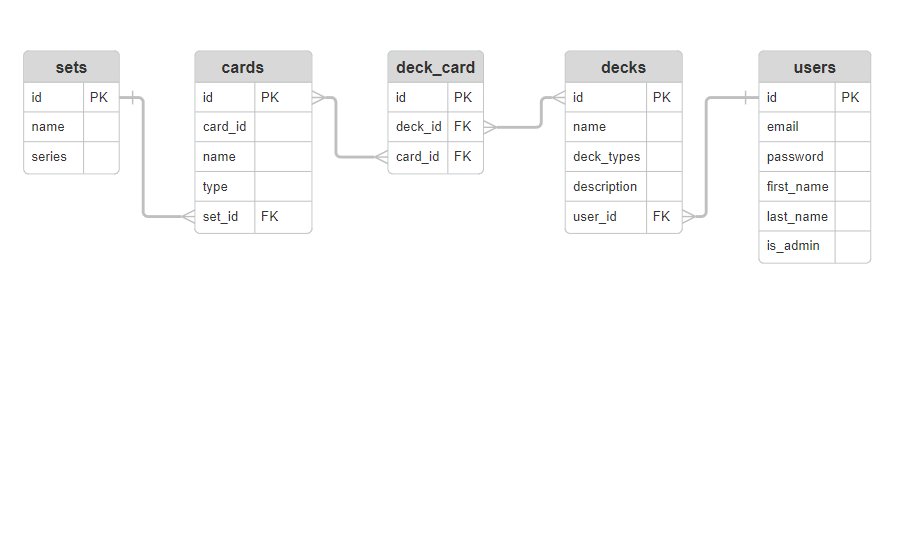 sets
id PK
name
series
cards
id PK
card_id
name
type
set_id FK
deck_card
id PK
deck_id FK
card_id FK
decks
id PK
name
deck_types
description
user_id FK
users
id PK
email
password
first_name
last_name
is_admin